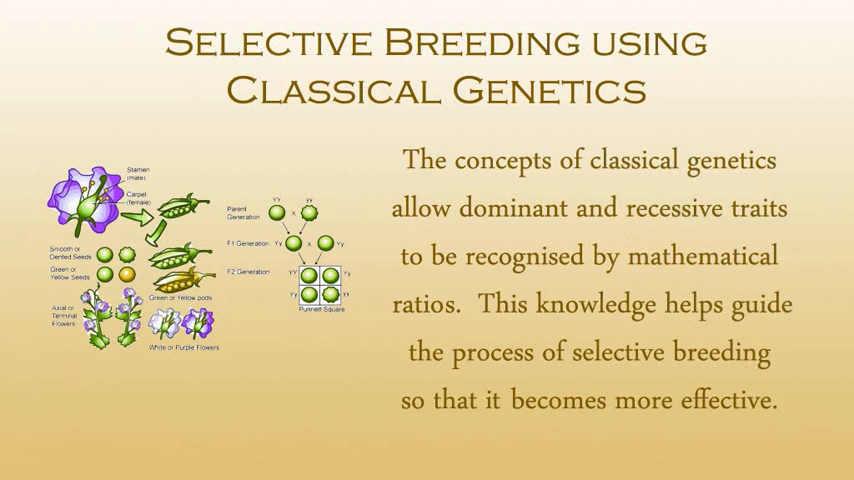 SELECTIVE BREEDING USING
CLASSICAL GENETICS
The concepts of classical genetics
allow dominant and recessive traits
to be recognised by mathematical
ratios. This knowledge helps guide
the process of selective breeding
so that it becomes more effective.
Stamen
(male)
Carpel
(female)
Smooth or
Dented Seeds
Green or
Yellow Seeds
Green or Yellow pods
Axial or
Terminal
Flowers
White or Purple Flowers
Parent
Generation
YY
X
yy
F1 Generation
Yy
X
Yy
F2 Generation
YY
Yy
Yy
yy
Punnett Square